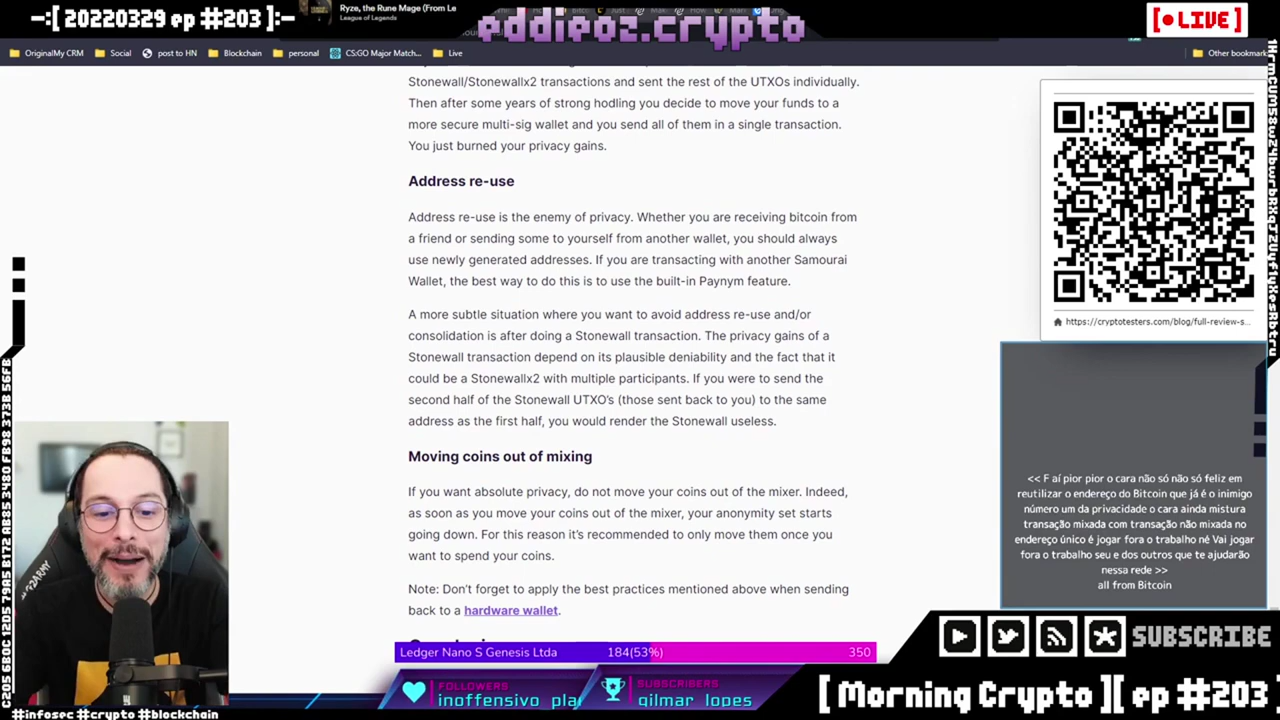 -:[ 20220329 ep #203 ]:-
Ryze, the Rune Mage (From Le
League of Legends
eddieoz.crypto
[● LIVE]
OriginalMy CRM
Social
post to HN
Blockchain
personal
CS:GO Major Match...
Live
Other bookmark
Stonewall/Stonewallx2 transactions and sent the rest of the UTXOs individually.
Then after some years of strong hodling you decide to move your funds to a
more secure multi-sig wallet and you send all of them in a single transaction.
You just burned your privacy gains.
Address re-use
Address re-use is the enemy of privacy. Whether you are receiving bitcoin from
a friend or sending some to yourself from another wallet, you should always
use newly generated addresses. If you are transacting with another Samourai
Wallet, the best way to do this is to use the built-in Paynym feature.
A more subtle situation where you want to avoid address re-use and/or
consolidation is after doing a Stonewall transaction. The privacy gains of a
Stonewall transaction depend on its plausible deniability and the fact that it
could be a Stonewallx2 with multiple participants. If you were to send the
second half of the Stonewall UTXO's (those sent back to you) to the same
address as the first half, you would render the Stonewall useless.
Moving coins out of mixing
If you want absolute privacy, do not move your coins out of the mixer. Indeed,
as soon as you move your coins out of the mixer, your anonymity set starts
going down. For this reason it's recommended to only move them once you
want to spend your coins.
Note: Don't forget to apply the best practices mentioned above when sending
back to a hardware wallet.
https://cryptotesters.com/blog/full-review-s...
<< F aí pior pior o cara não só não só feliz em
reutilizar o endereço do Bitcoin que já é o inimigo
número um da privacidade o cara ainda mistura
transação mixada com transação não mixada no
endereço único é jogar fora o trabalho né Vai jogar
fora o trabalho seu e dos outros que te ajudarão
nessa rede >>
all from Bitcoin
Ledger Nano S Genesis Ltda 184(53%) 350
FOLLOWERS
inoffensivo_pla
SUBSCRIBERS
gilmar_lopes
SUBSCRIBE
[ Morning Crypto ][ ep #203 ]
#infosec #crypto #blockchain